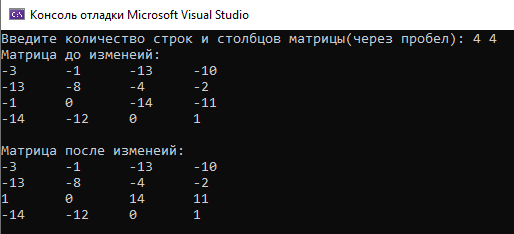 Консоль отладки Microsoft Visual Studio
Введите количество строк и столбцов матрицы(через пробел): 4 4
Матрица до изменеий:
-3 -1 -13 -10
-13 -8 -4 -2
-1 0 -14 -11
-14 -12 0 1
Матрица после изменеий:
-3 -1 -13 -10
-13 -8 -4 -2
1 0 14 11
-14 -12 0 1